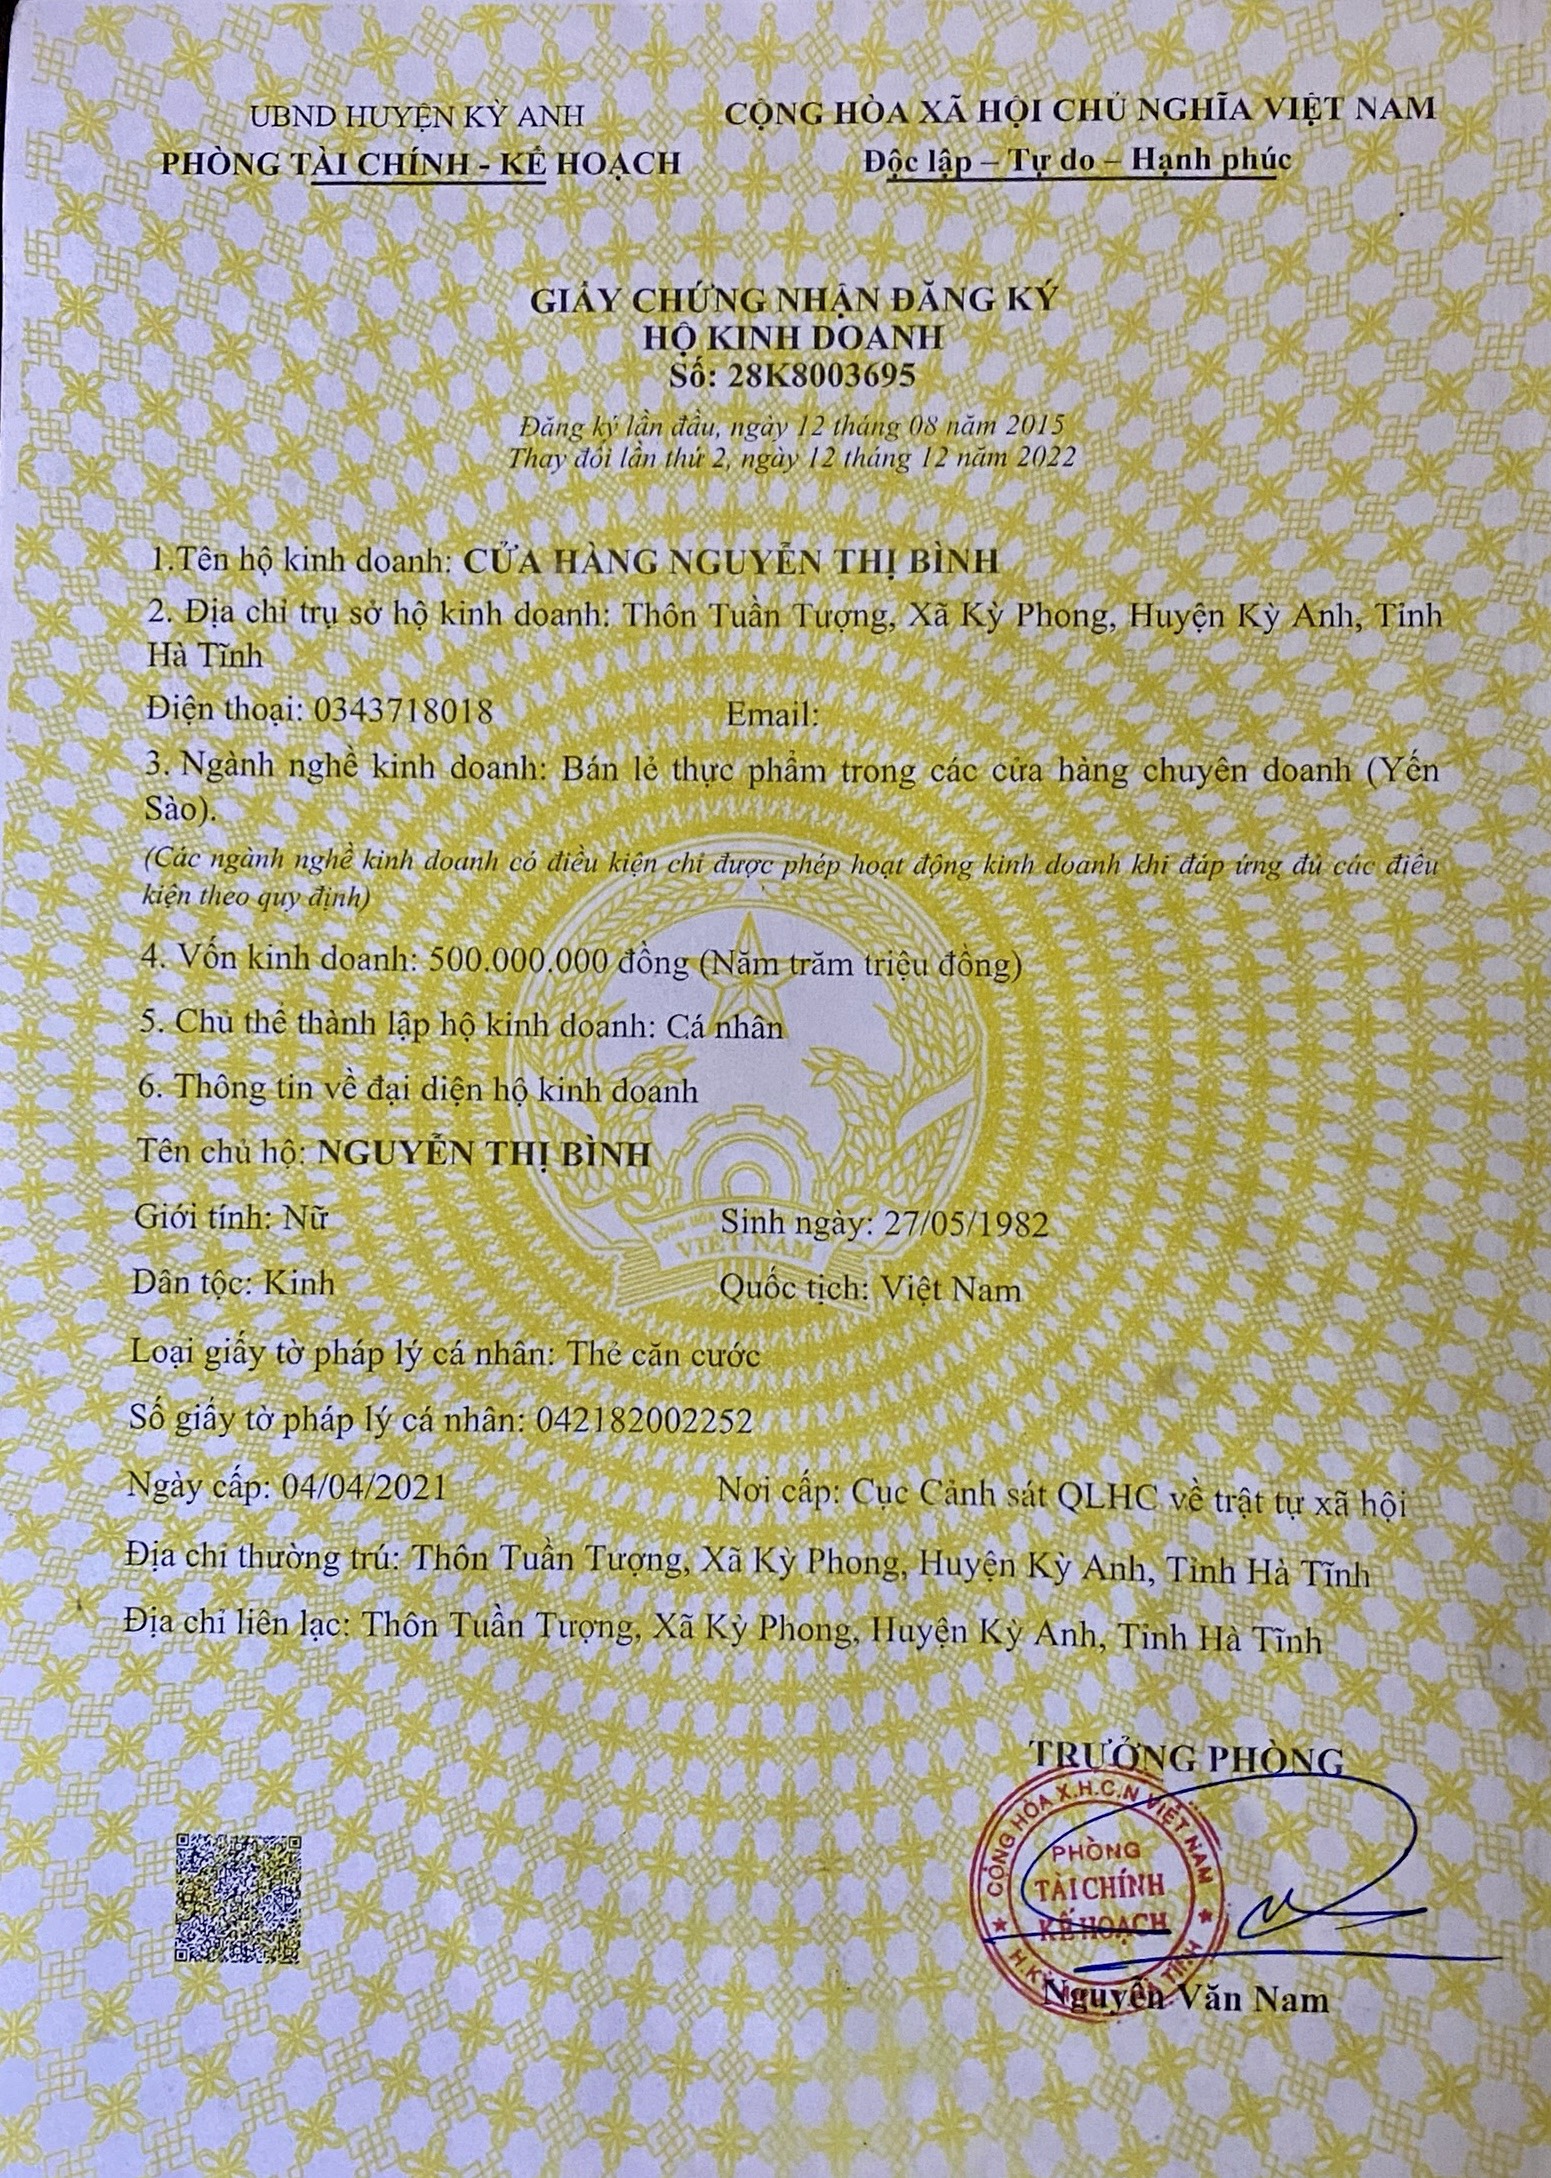 UBND HUYỆN KỲ ANH
PHÒNG TÀI CHÍNH - KẾ HOẠCH
CỘNG HÒA XÃ HỘI CHỦ NGHĨA VIỆT NAM
Độc lập – Tự do – Hạnh phúc
GIẤY CHỨNG NHẬN ĐĂNG KÝ
HỘ KINH DOANH
Số: 28K8003695
Đăng ký lần đầu, ngày 12 tháng 08 năm 2015
Thay đổi lần thứ 2, ngày 12 tháng 12 năm 2022
1.Tên hộ kinh doanh: CỬA HÀNG NGUYỄN THỊ BÌNH
2. Địa chỉ trụ sở hộ kinh doanh: Thôn Tuần Tượng, Xã Kỳ Phong, Huyện Kỳ Anh, Tỉnh
Hà Tĩnh
Điện thoại: 0343718018 Email:
3. Ngành nghề kinh doanh: Bán lẻ thực phẩm trong các cửa hàng chuyên doanh (Yến
Sào).
(Các ngành nghề kinh doanh có điều kiện chỉ được phép hoạt động kinh doanh khi đáp ứng đủ các điều
kiện theo quy định)
4. Vốn kinh doanh: 500.000.000 đồng (Năm trăm triệu đồng)
5. Chủ thể thành lập hộ kinh doanh: Cá nhân
6. Thông tin về đại diện hộ kinh doanh
Tên chủ hộ: NGUYỄN THỊ BÌNH
Giới tính: Nữ Sinh ngày: 27/05/1982
VIỆT NAM
Dân tộc: Kinh Quốc tịch: Việt Nam
Loại giấy tờ pháp lý cá nhân: Thẻ căn cước
Số giấy tờ pháp lý cá nhân: 042182002252
Ngày cấp: 04/04/2021 Nơi cấp: Cục Cảnh sát QLHC về trật tự xã hội
Địa chỉ thường trú: Thôn Tuần Tượng, Xã Kỳ Phong, Huyện Kỳ Anh, Tỉnh Hà Tĩnh
Địa chỉ liên lạc: Thôn Tuần Tượng, Xã Kỳ Phong, Huyện Kỳ Anh, Tỉnh Hà Tĩnh
TRƯỞNG PHÒNG
CỘNG HÒA X.H.C.N VIỆT NAM
PHÒNG
TÀI CHÍNH
KẾ HOẠCH
Nguyễn Văn Nam